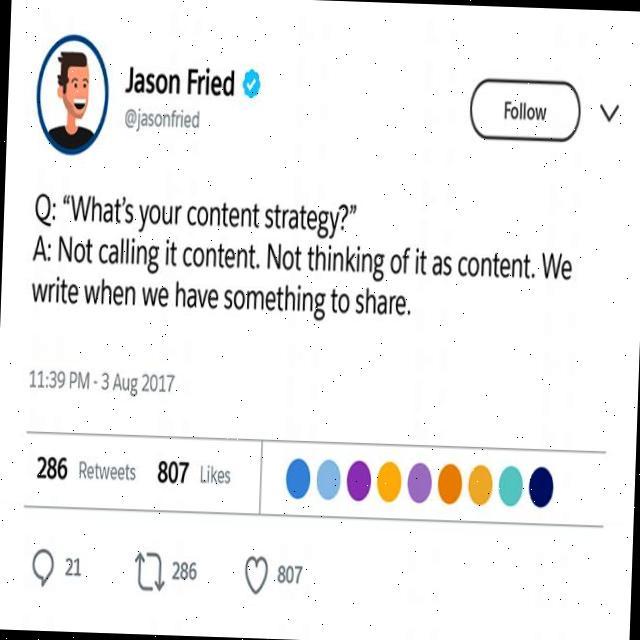 Jason Fried
@jasonfried
Follow
Q: “What’s your content strategy?”
A: Not calling it content. Not thinking of it as content. We
write when we have something to share.
11:39 PM - 3 Aug 2017
286 Retweets 807 Likes
21 286 807